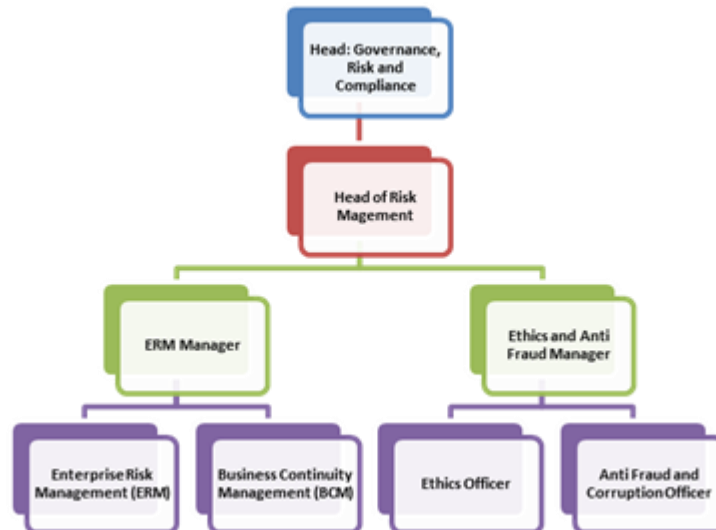 Head: Governance,
Risk and
Compliance
Head of Risk
Magement
ERM Manager
Ethics and Anti
Fraud Manager
Enterprise Risk
Management (ERM)
Business Continuity
Management (BCM)
Ethics Officer
Anti Fraud and
Corruption Officer